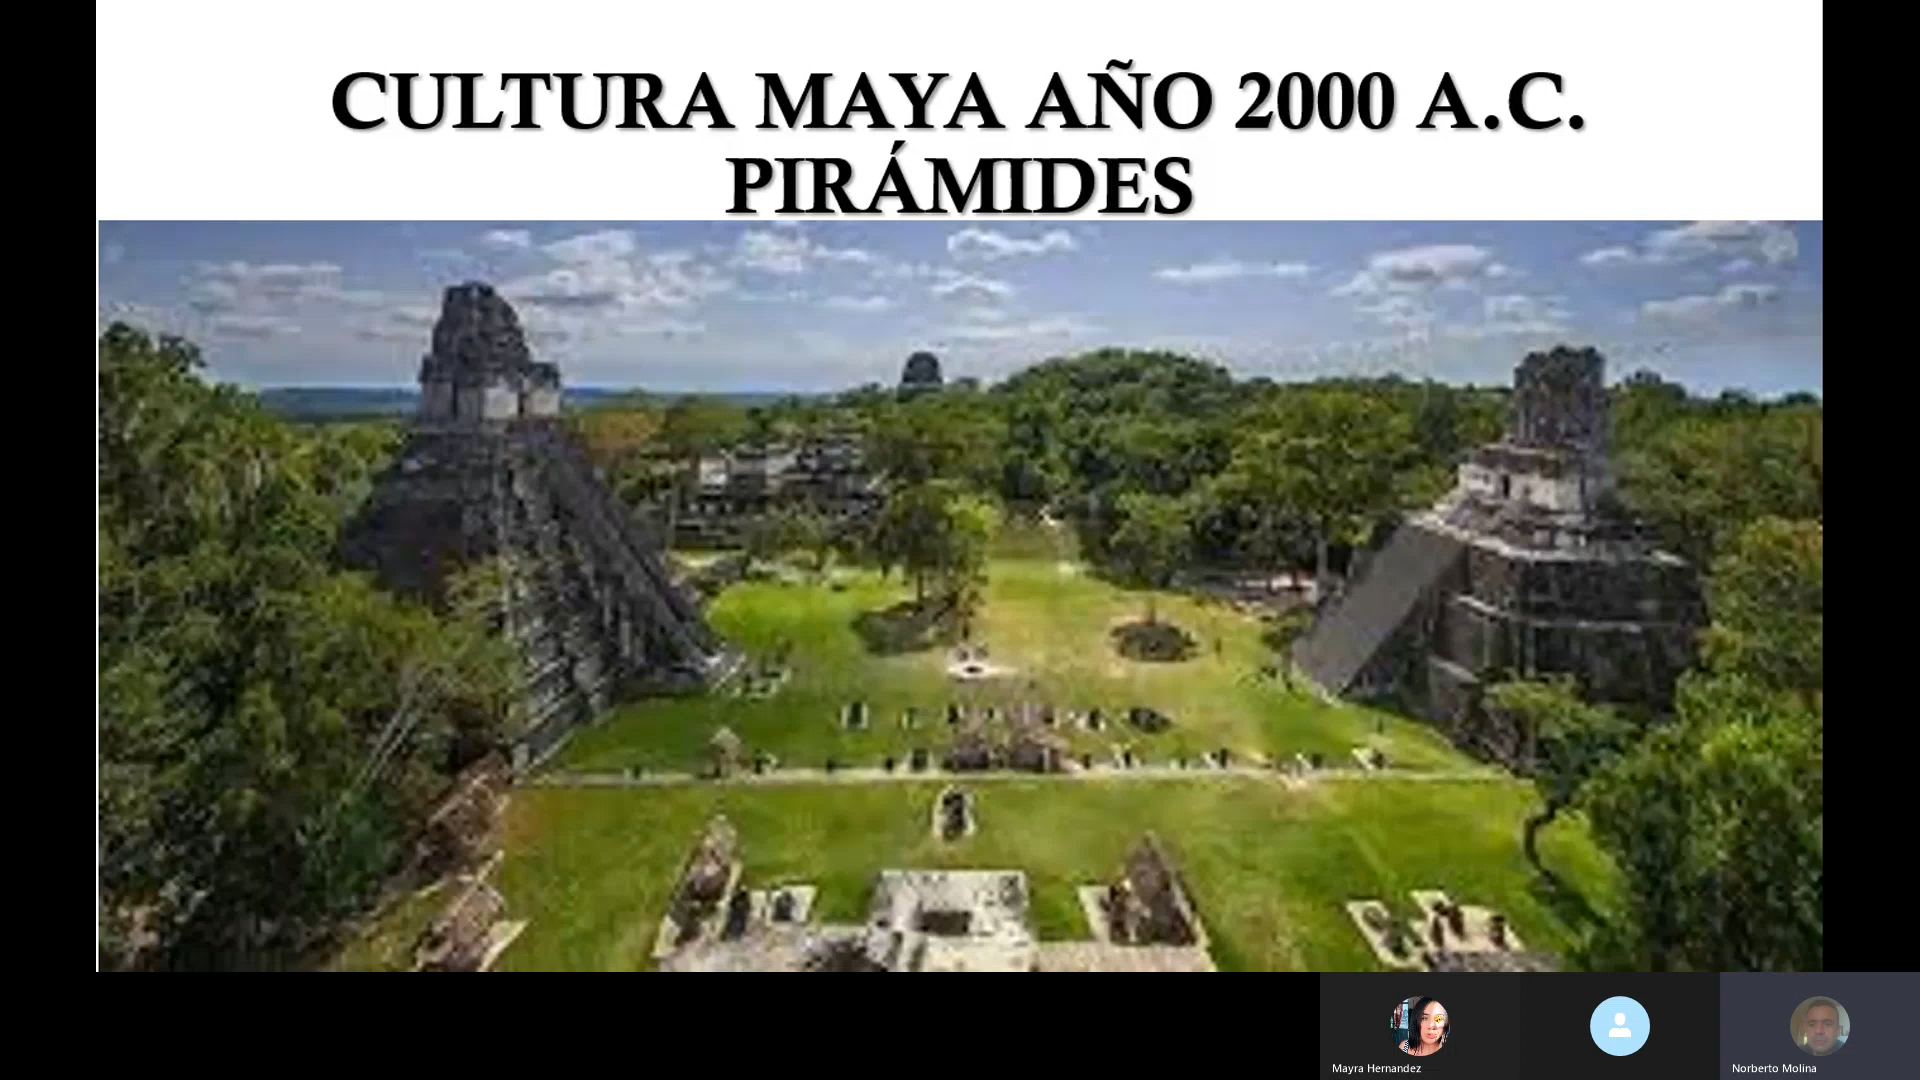 CULTURA MAYA AÑO 2000 A.C.
PIRÁMIDES
Mayra Hernandez
Norberto Molina